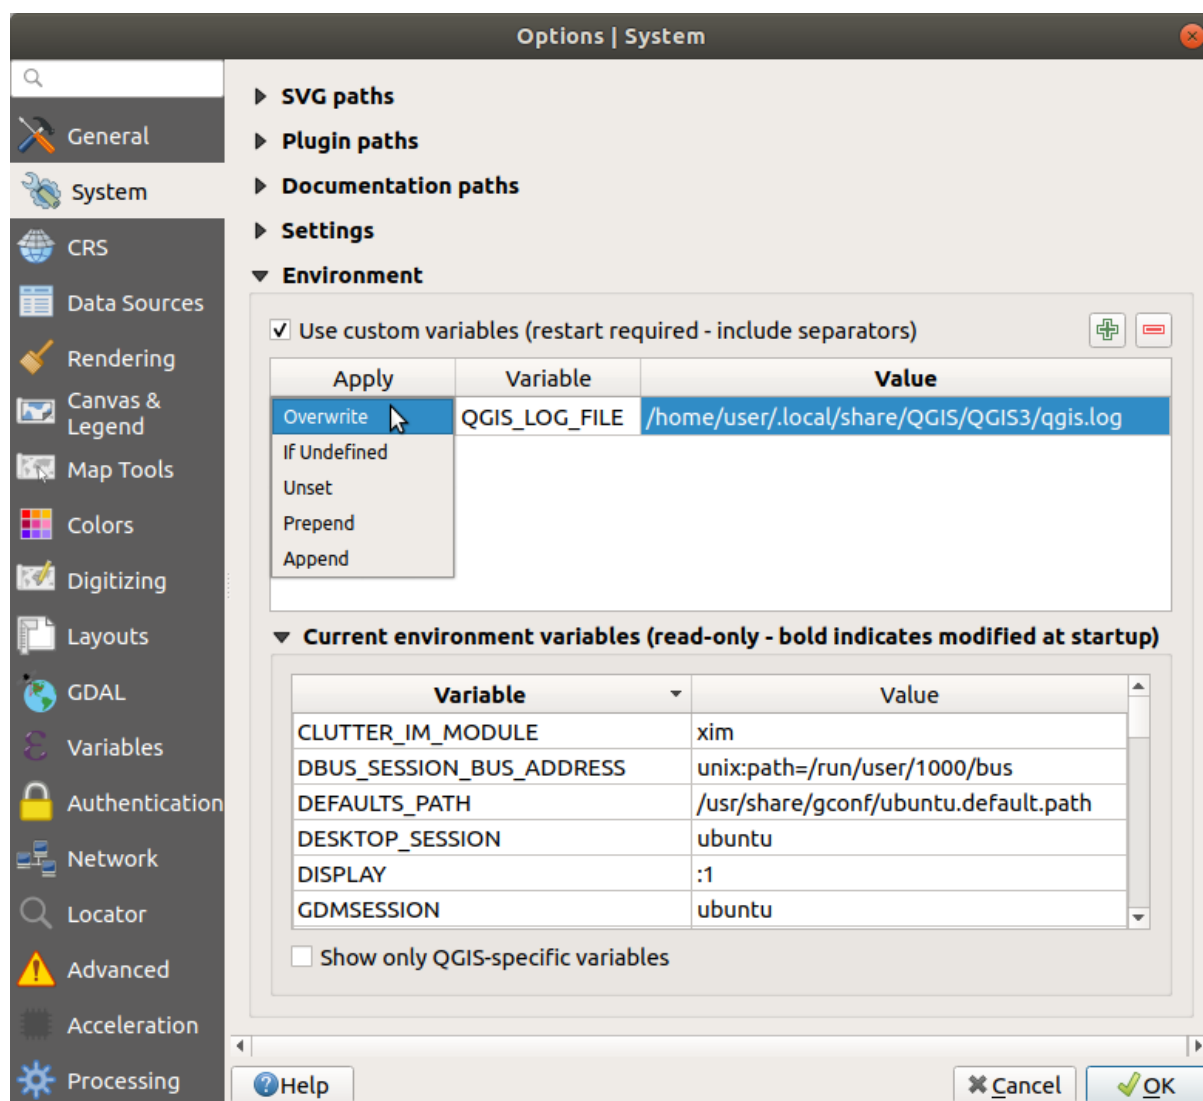 Options | System
General
System
CRS
Data Sources
Rendering
Canvas &
Legend
Map Tools
Colors
Digitizing
Layouts
GDAL
Variables
Authentication
Network
Locator
Advanced
Acceleration
Processing
SVG paths
Plugin paths
Documentation paths
Settings
Environment
Use custom variables (restart required - include separators)
Apply Variable Value
Overwrite QGIS_LOG_FILE /home/user/.local/share/QGIS/QGIS3/qgis.log
If Undefined
Unset
Prepend
Append
Current environment variables (read-only - bold indicates modified at startup)
Variable Value
CLUTTER_IM_MODULE xim
DBUS_SESSION_BUS_ADDRESS unix:path=/run/user/1000/bus
DEFAULTS_PATH /usr/share/gconf/ubuntu.default.path
DESKTOP_SESSION ubuntu
DISPLAY :1
GDMSESSION ubuntu
Show only QGIS-specific variables
Help Cancel OK